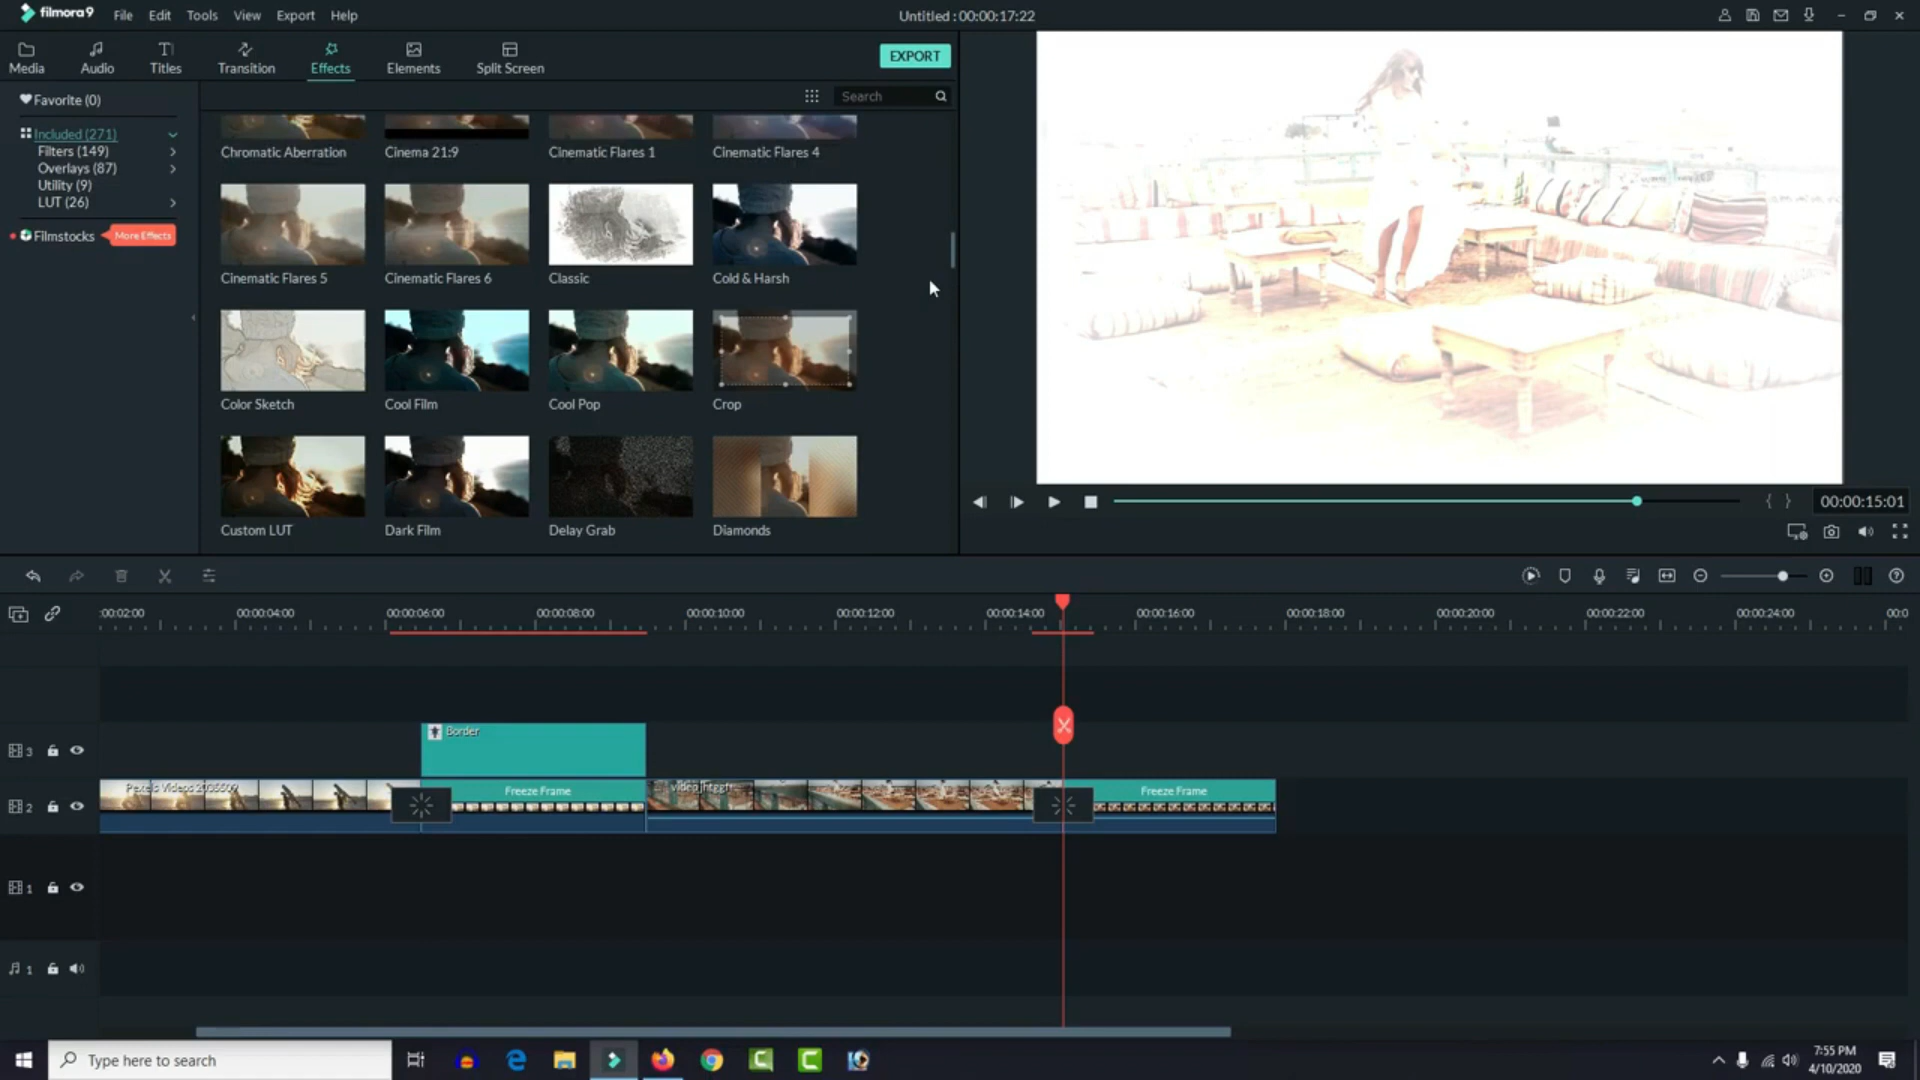 filmora9 File Edit Tools View Export Help
Untitled : 00:00:17:22
Media Audio Titles Transition Effects Elements Split Screen
EXPORT
Favorite (0)
Search
Included (271)
Filters (149)
Overlays (87)
Utility (9)
LUT (26)
Filmstocks More Effects
Chromatic Aberration Cinema 21:9 Cinematic Flares 1 Cinematic Flares 4
Cinematic Flares 5 Cinematic Flares 6 Classic Cold & Harsh
Color Sketch Cool Film Cool Pop Crop
Custom LUT Dark Film Delay Grab Diamonds
{ } 00:00:15:01
:00:02:00 00:00:04:00 00:00:06:00 00:00:08:00 00:00:10:00 00:00:12:00 00:00:14:00 00:00:16:00 00:00:18:00 00:00:20:00 00:00:22:00 00:00:24:00 00:0
3
Border
2
Freeze Frame
Freeze Frame
1
1
Type here to search
7:55 PM
4/10/2020